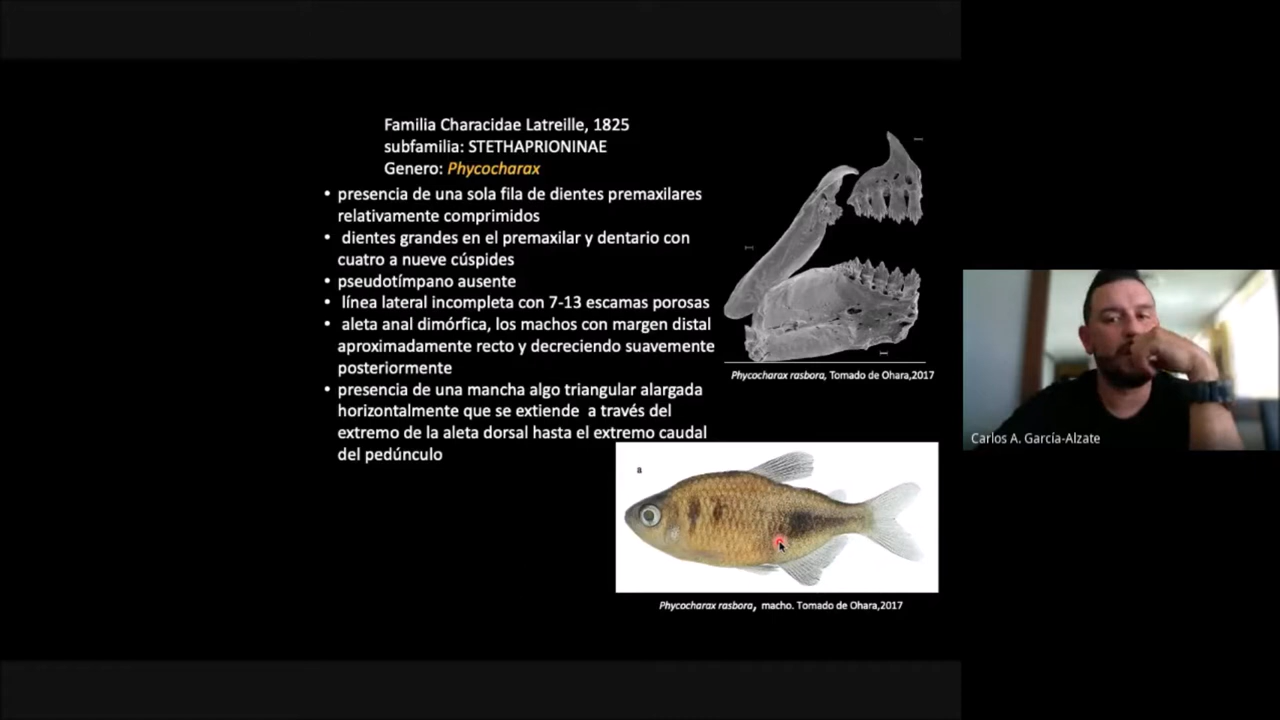 Familia Characidae Latreille, 1825
subfamilia: STETHAPRIONINAE
Genero: Phycocharax
• presencia de una sola fila de dientes premaxilares
relativamente comprimidos
• dientes grandes en el premaxilar y dentario con
cuatro a nueve cúspides
• pseudotímpano ausente
• línea lateral incompleta con 7-13 escamas porosas
• aleta anal dimórfica, los machos con margen distal
aproximadamente recto y decreciendo suavemente
posteriormente
• presencia de una mancha algo triangular alargada
horizontalmente que se extiende a través del
extremo de la aleta dorsal hasta el extremo caudal
del pedúnculo
Phycocharax rasbora, Tomado de Ohara,2017
a
Phycocharax rasbora, macho. Tomado de Ohara,2017
Carlos A. García-Alzate